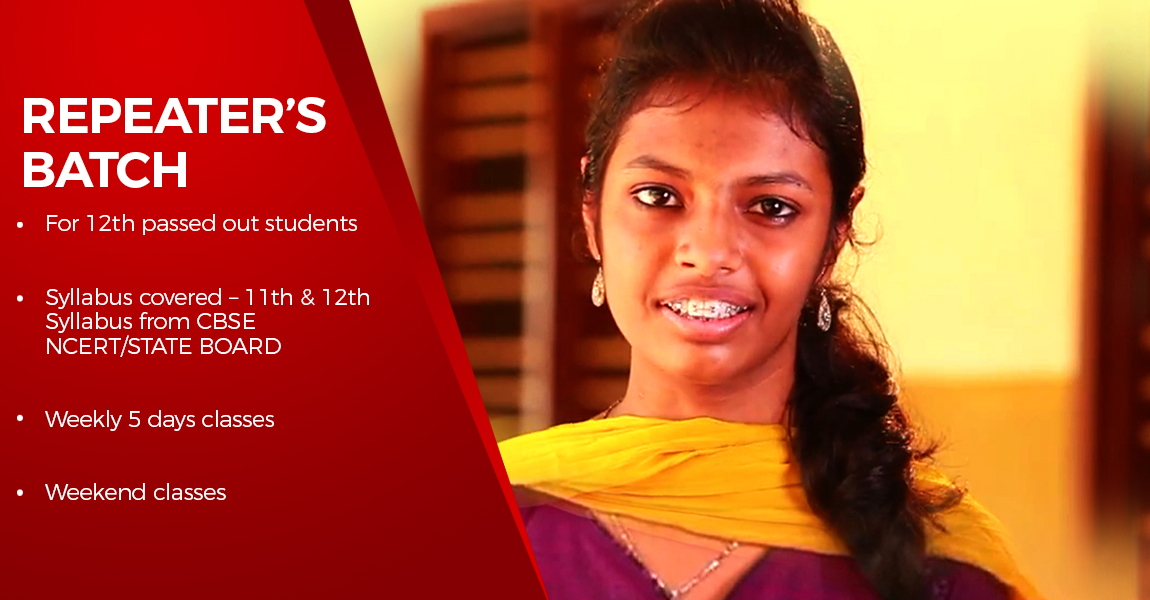 REPEATER’S
BATCH
• For 12th passed out students
• Syllabus covered – 11th & 12th
Syllabus from CBSE
NCERT/STATE BOARD
• Weekly 5 days classes
• Weekend classes